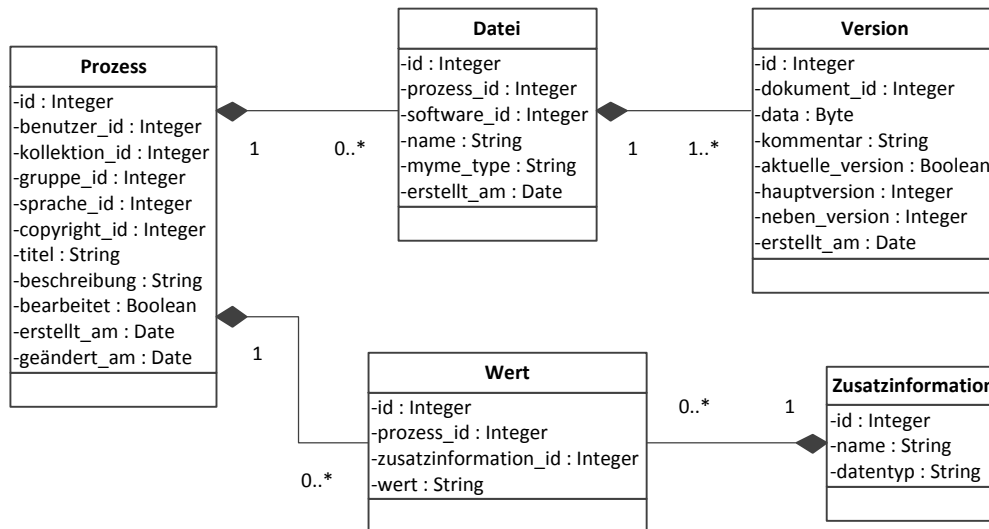 Prozess
-id : Integer
-benutzer_id : Integer
-kollektion_id : Integer
-gruppe_id : Integer
-sprache_id : Integer
-copyright_id : Integer
-titel : String
-beschreibung : String
-bearbeitet : Boolean
-erstellt_am : Date
-geändert_am : Date
1
0..*
Datei
-id : Integer
-prozess_id : Integer
-software_id : Integer
-name : String
-myme_type : String
-erstellt_am : Date
1
1..*
Version
-id : Integer
-dokument_id : Integer
-data : Byte
-kommentar : String
-aktuelle_version : Boolean
-hauptversion : Integer
-neben_version : Integer
-erstellt_am : Date
1
0..*
Wert
-id : Integer
-prozess_id : Integer
-zusatzinformation_id : Integer
-wert : String
0..*
1
Zusatzinformation
-id : Integer
-name : String
-datentyp : String